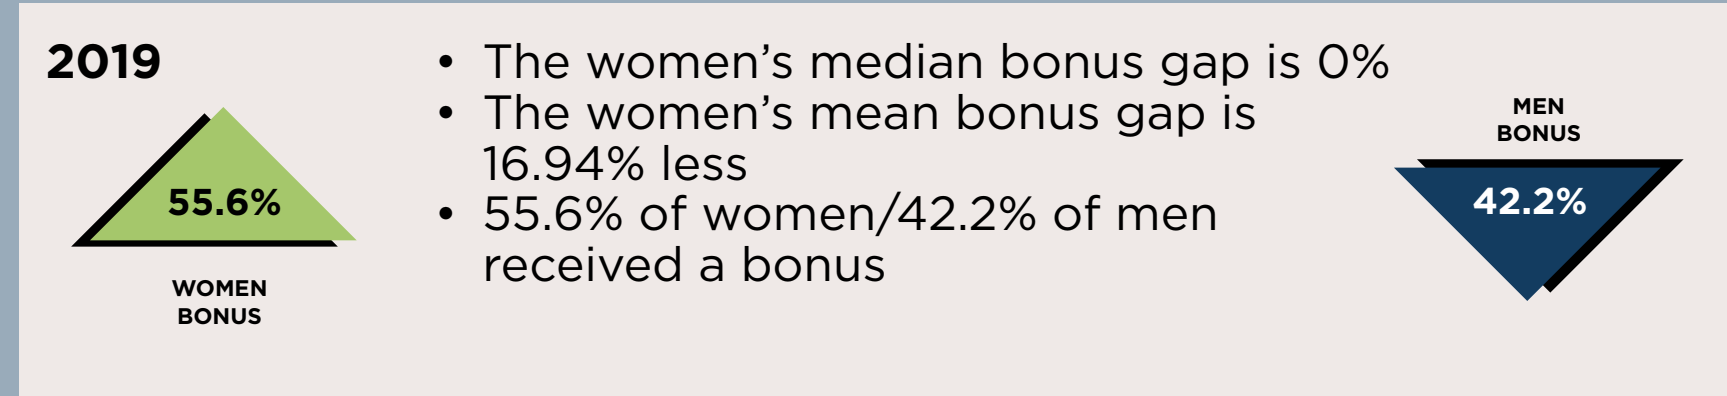 2019
55.6%
WOMEN
BONUS
• The women’s median bonus gap is 0%
• The women’s mean bonus gap is
16.94% less
• 55.6% of women/42.2% of men
received a bonus
MEN
BONUS
42.2%